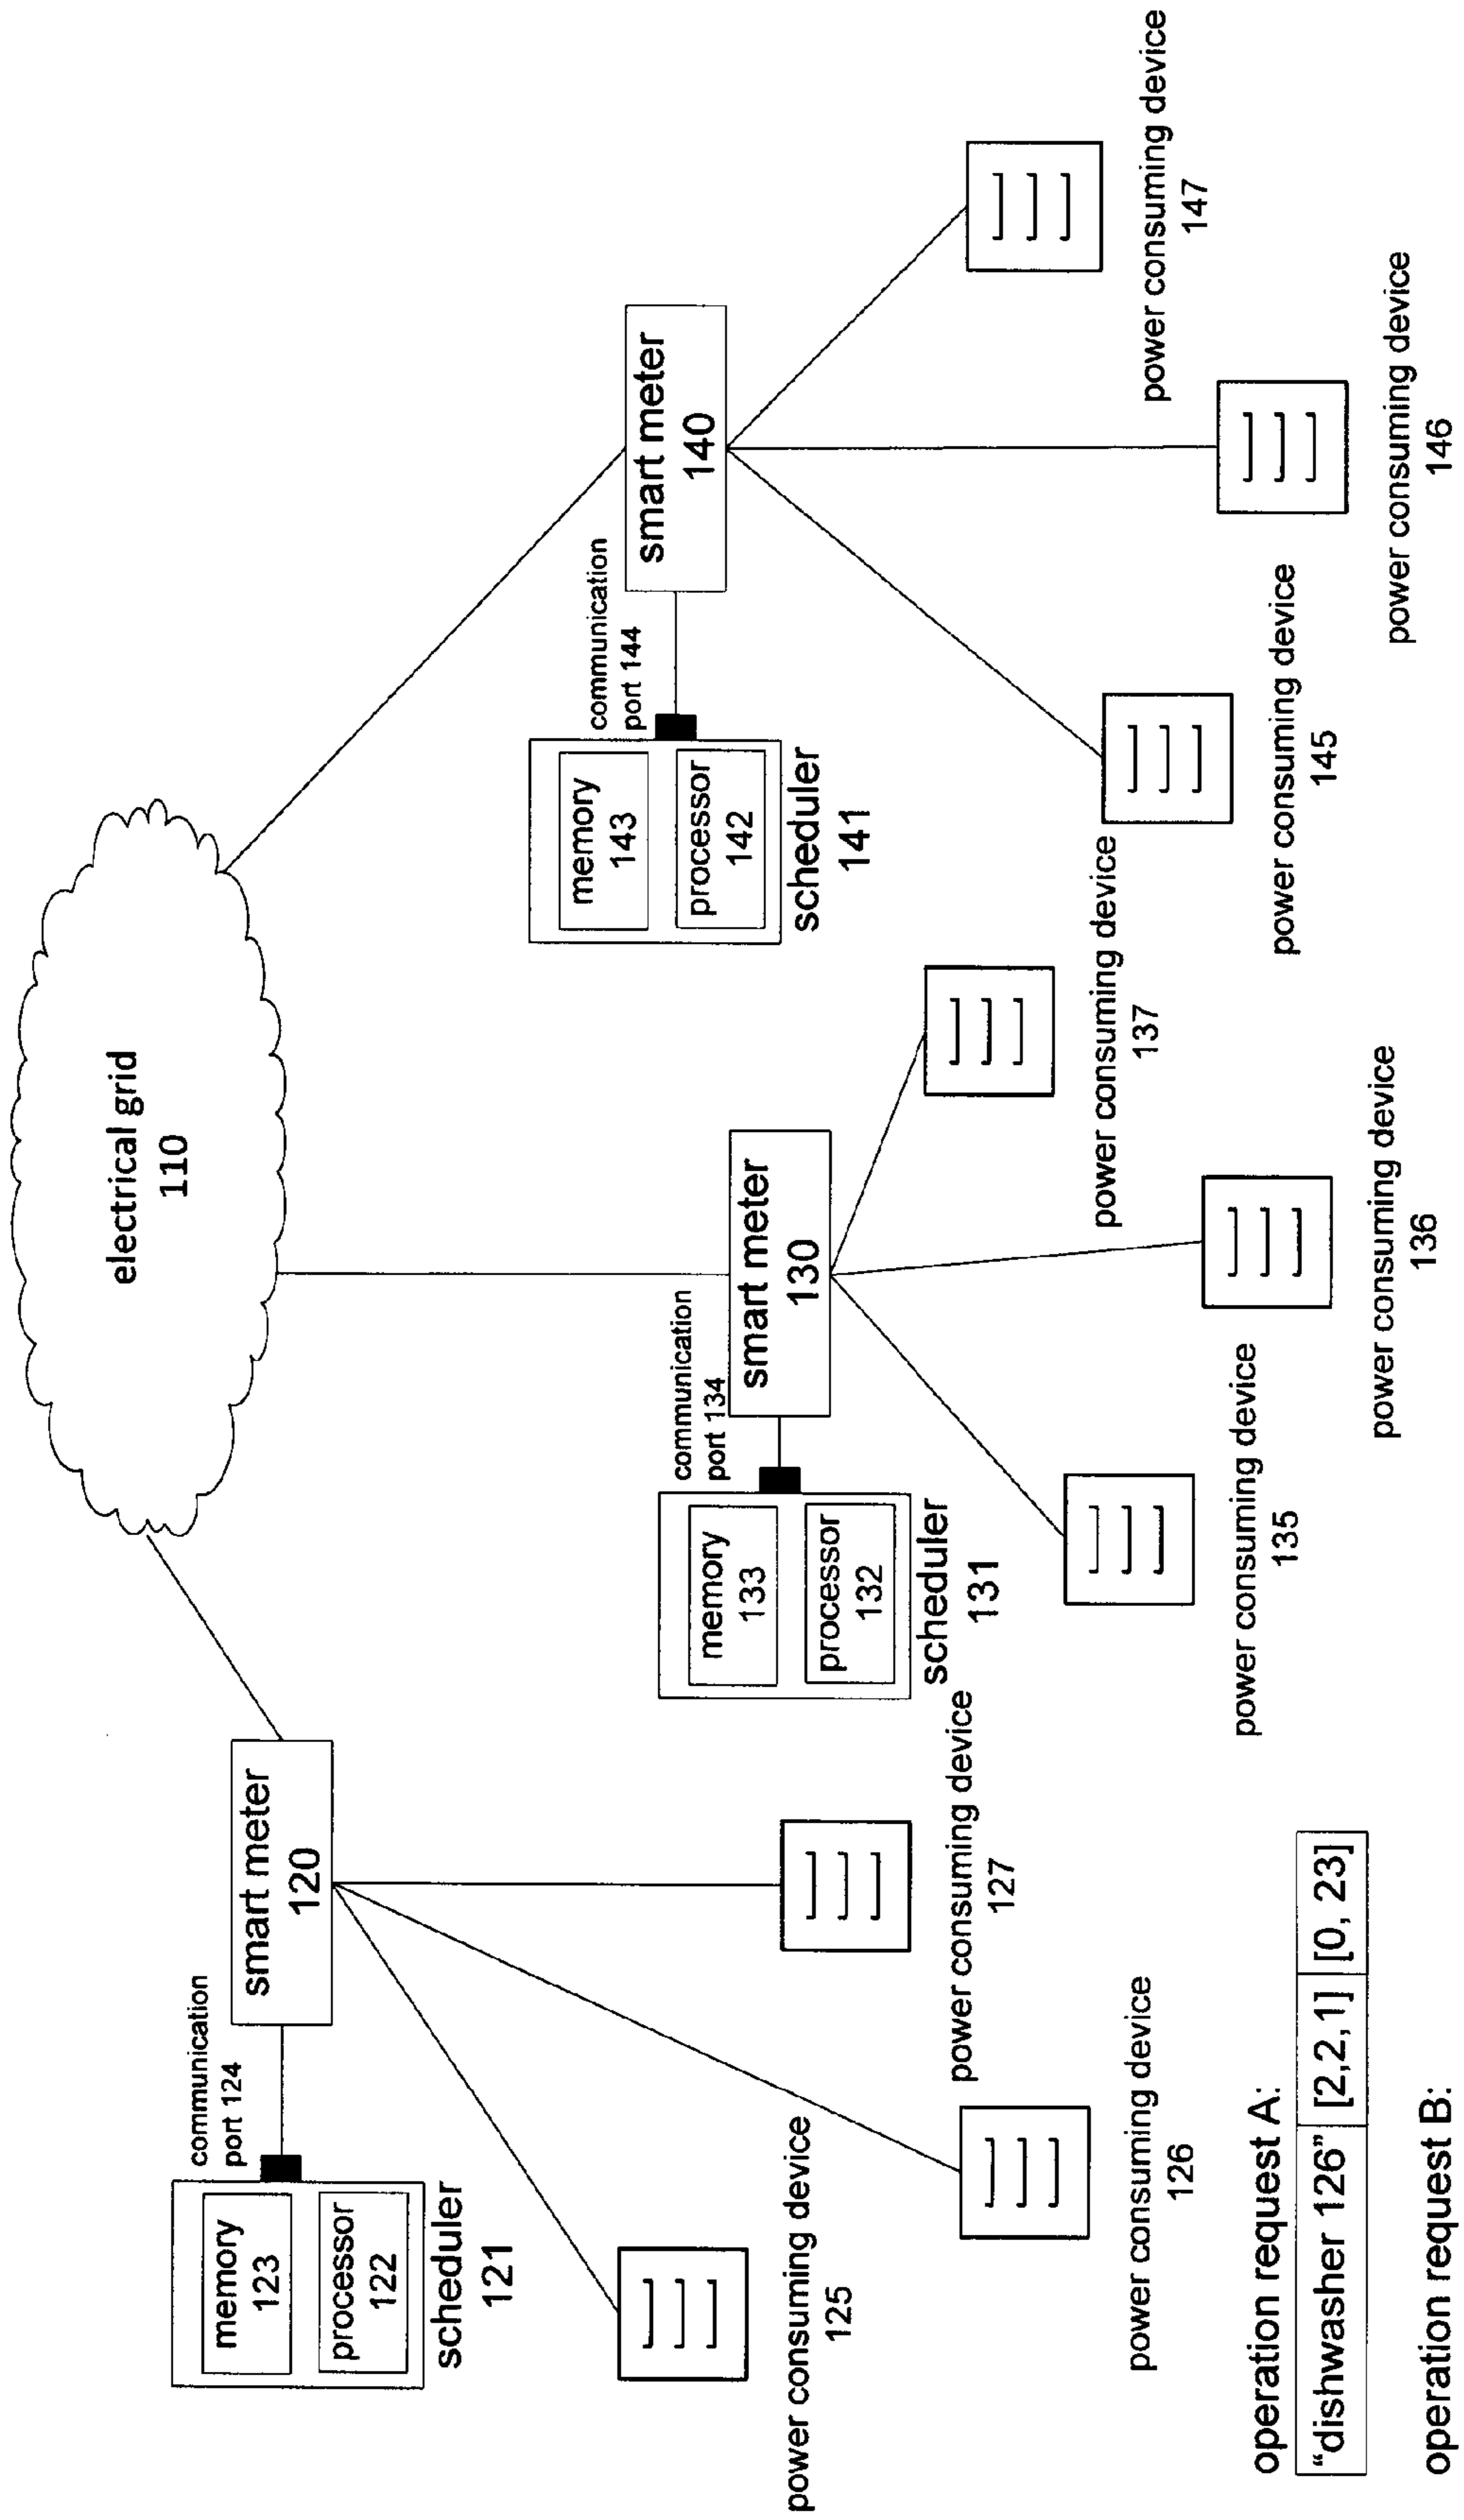 electrical grid
110
smart meter
120
communication
port 124
memory
123
processor
122
scheduler
121
power consuming device
125
power consuming device
126
power consuming device
127
smart meter
130
communication
port 134
memory
133
processor
132
scheduler
131
power consuming device
135
power consuming device
136
power consuming device
137
smart meter
140
communication
port 144
memory
143
processor
142
scheduler
141
power consuming device
145
power consuming device
146
power consuming device
147
operation request A:
“dishwasher 126” [2,2,1] [0, 23]
operation request B: